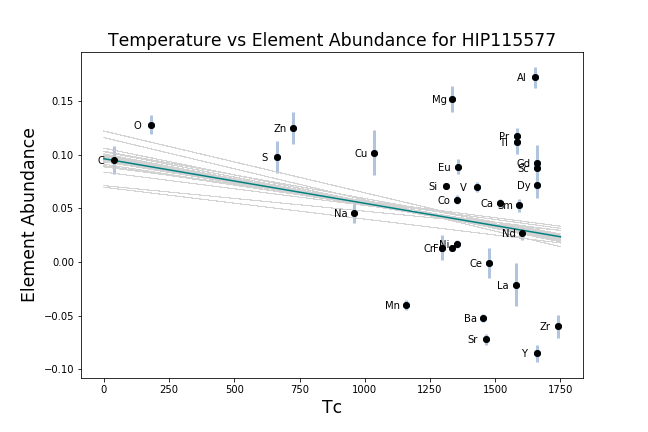 Temperature vs Element Abundance for HIP115577
Element Abundance
0.15
0.10
0.05
0.00
−0.05
−0.10
0
250
500
750
1000
1250
1500
1750
Tc
C
O
S
Zn
Na
Cu
Mn
Mg
Eu
Si
V
Co
Ca
Sm
Al
Pr
Ti
Gd
Sc
Dy
Nd
Cr
Fe
Ni
Ce
La
Ba
Sr
Zr
Y